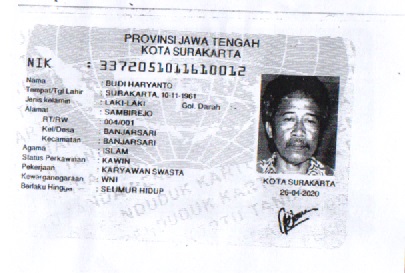 PROVINSI JAWA TENGAH
KOTA SURAKARTA
NIK : 3372051011610012
Nama : BUDI HARYANTO
Tempat/Tgl Lahir : SURAKARTA, 10-11-1961
Jenis kelamin : LAKI-LAKI Gol. Darah : -
Alamat : SAMBIREJO
RT/RW : 004/001
Kel/Desa : BANJARSARI
Kecamatan : BANJARSARI
Agama : ISLAM
Status Perkawinan : KAWIN
Pekerjaan : KARYAWAN SWASTA
Kewarganegaraan : WNI
Berlaku Hingga : SEUMUR HIDUP
KOTA SURAKARTA
26-04-2020